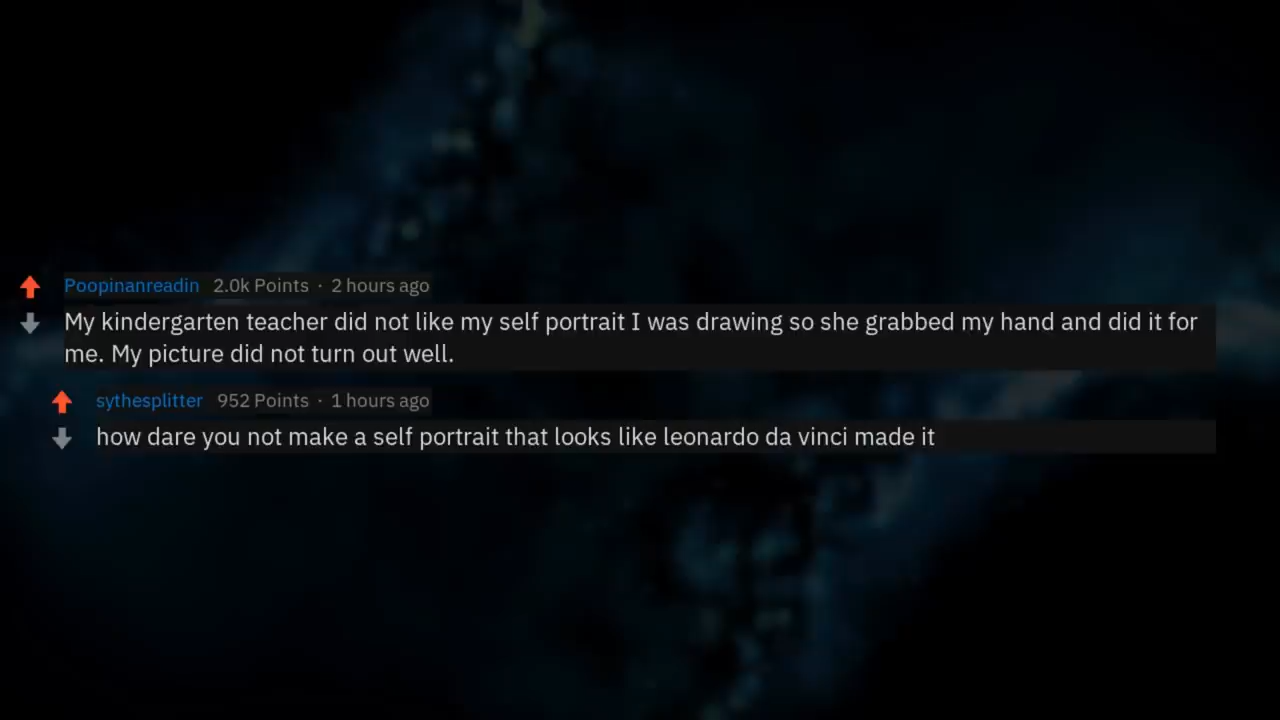 Poopinanreadin 2.0k Points · 2 hours ago
My kindergarten teacher did not like my self portrait I was drawing so she grabbed my hand and did it for
me. My picture did not turn out well.
sythesplitter 952 Points · 1 hours ago
how dare you not make a self portrait that looks like leonardo da vinci made it